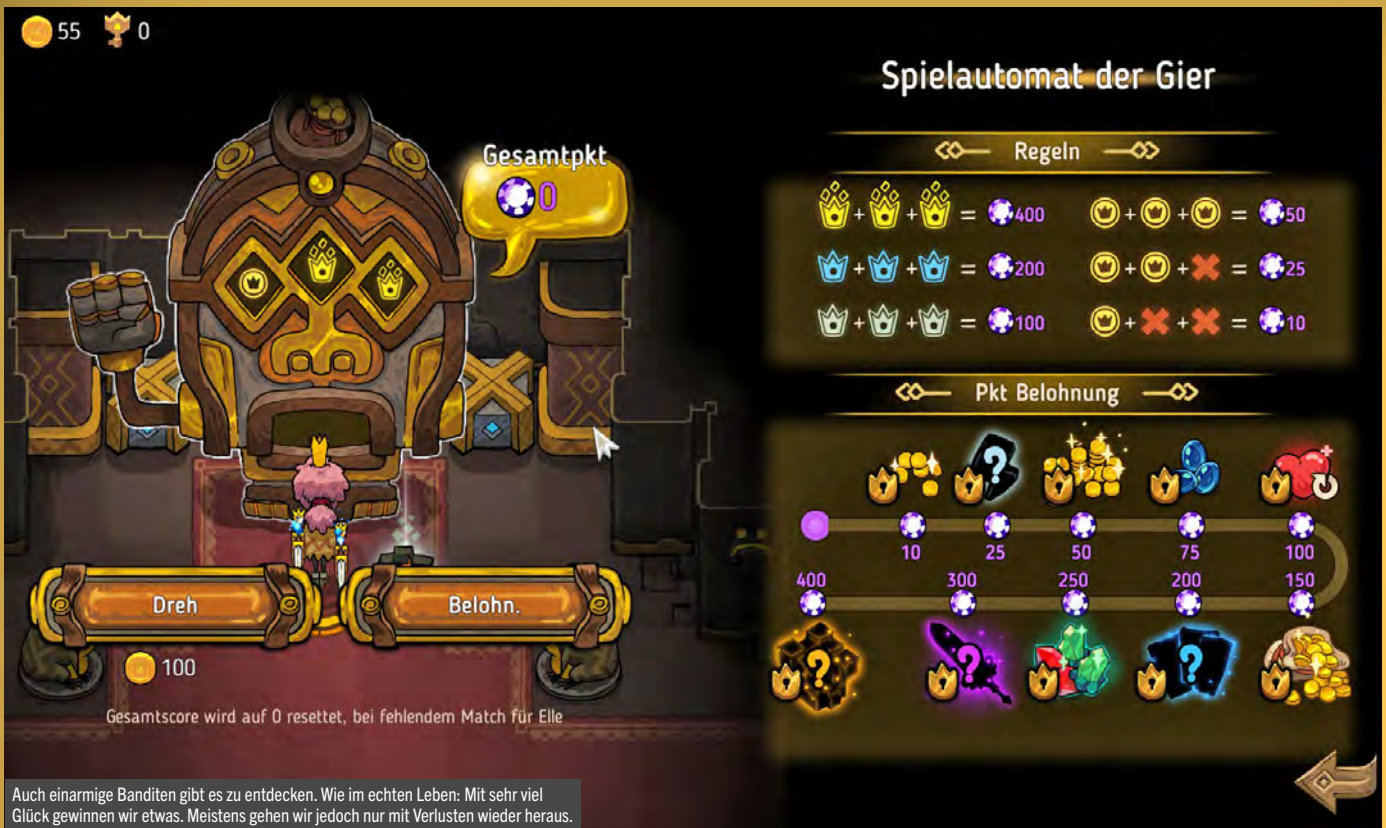 55 0
Spielautomat der Gier
Gesamtpkt
0
Regeln
+ + = 400
+ + = 50
+ + = 200
+ + = 25
+ + = 100
+ + = 10
Pkt Belohnung
? 
10 25 50 75 100
400 300 250 200 150
? ? ?
Dreh
Belohn.
100
Gesamtscore wird auf 0 resettet, bei fehlendem Match für Elle
Auch einarmige Banditen gibt es zu entdecken. Wie im echten Leben: Mit sehr viel
Glück gewinnen wir etwas. Meistens gehen wir jedoch nur mit Verlusten wieder heraus.